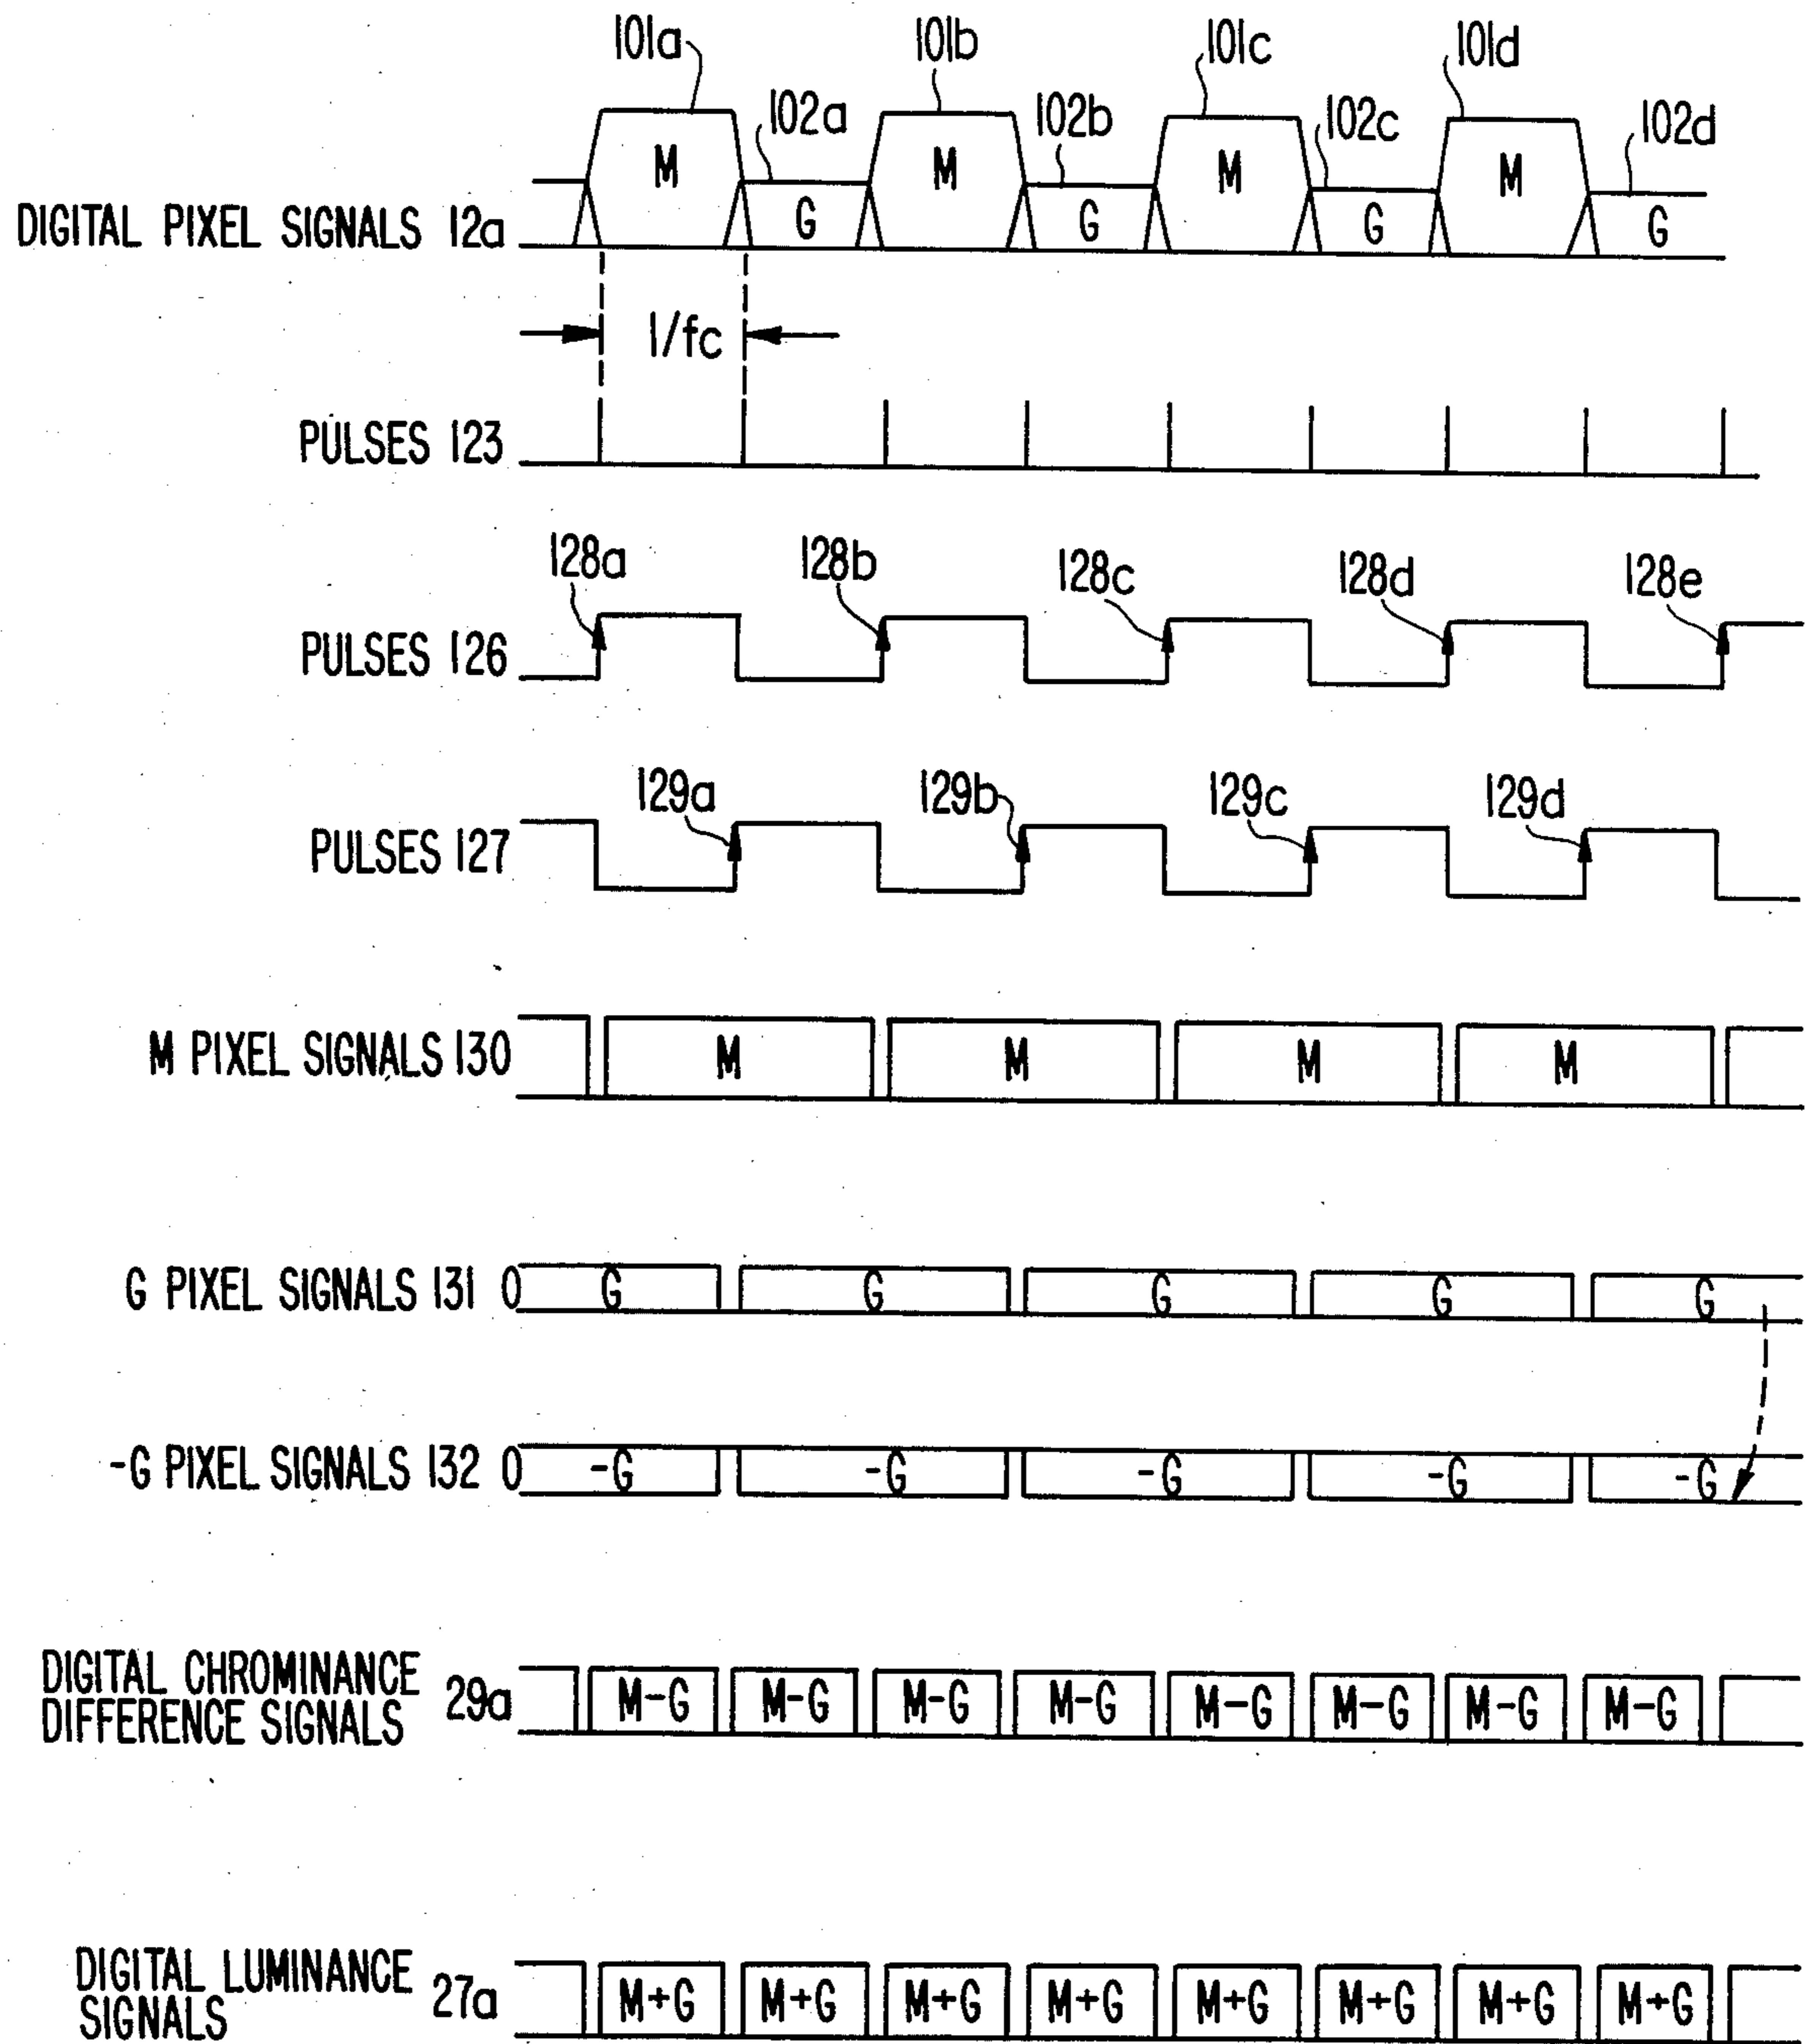 101a 101b 101c 101d
102a 102b 102c 102d
M M M M
DIGITAL PIXEL SIGNALS 12a G G G G
1/fc
PULSES 123
128a 128b 128c 128d 128e
PULSES 126
129a 129b 129c 129d
PULSES 127
M PIXEL SIGNALS 130 M M M M
G PIXEL SIGNALS 131 0 G G G G G
-G PIXEL SIGNALS 132 0 -G -G -G -G -G
DIGITAL CHROMINANCE
DIFFERENCE SIGNALS 29a M-G M-G M-G M-G M-G M-G M-G M-G
DIGITAL LUMINANCE
SIGNALS 27a M+G M+G M+G M+G M+G M+G M+G M+G